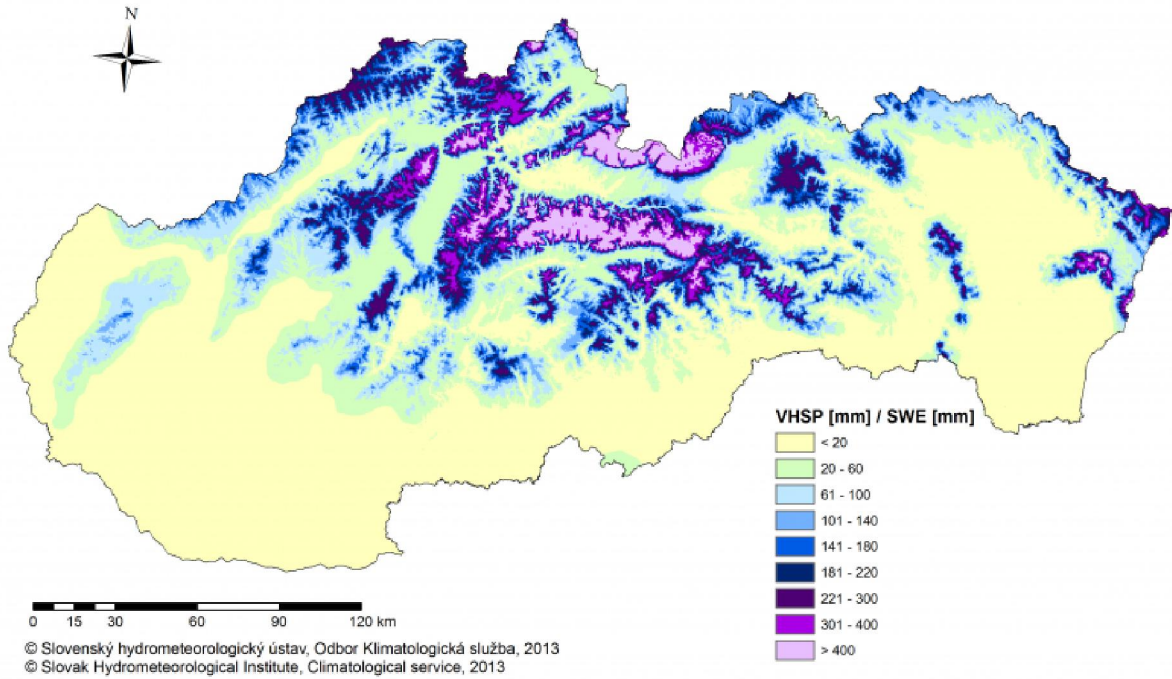 N
VHSP [mm] / SWE [mm]
< 20
20 - 60
61 - 100
101 - 140
141 - 180
181 - 220
221 - 300
301 - 400
> 400
0 15 30 60 90 120 km
© Slovenský hydrometeorologický ústav, Odbor Klimatologická služba, 2013
© Slovak Hydrometeorological Institute, Climatological service, 2013